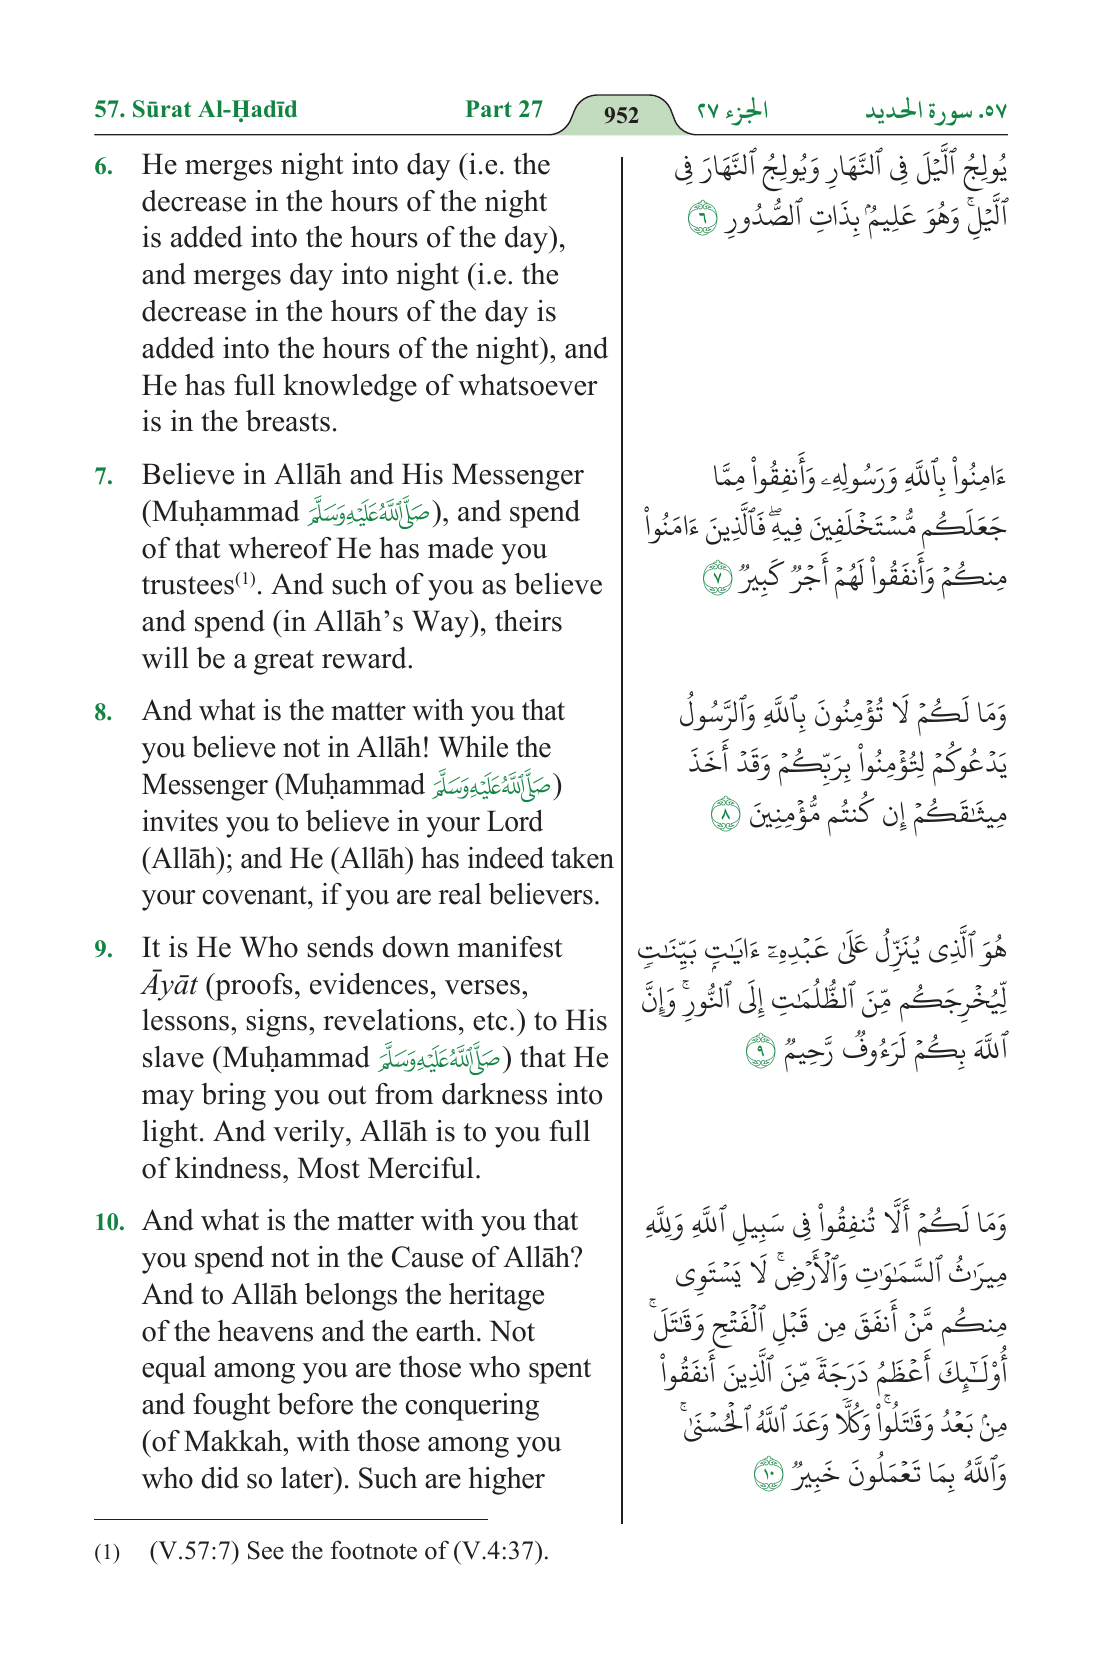 57. Sūrat Al-Ḥadīd
Part 27
952
الجزء ٢٧
٥٧. سورة الحديد
6. He merges night into day (i.e. the
decrease in the hours of the night
is added into the hours of the day),
and merges day into night (i.e. the
decrease in the hours of the day is
added into the hours of the night), and
He has full knowledge of whatsoever
is in the breasts.
يُولِجُ ٱلَّيْلَ فِى ٱلنَّهَارِ وَيُولِجُ ٱلنَّهَارَ فِى
ٱلَّيْلِ ۚ وَهُوَ عَلِيمٌۢ بِذَاتِ ٱلصُّدُورِ ٦
7. Believe in Allāh and His Messenger
(Muḥammad صَلَّى ٱللَّهُ عَلَيْهِ وَسَلَّمَ), and spend
of that whereof He has made you
trustees(1). And such of you as believe
and spend (in Allāh’s Way), theirs
will be a great reward.
ءَامِنُوا۟ بِٱللَّهِ وَرَسُولِهِۦ وَأَنفِقُوا۟ مِمَّا
جَعَلَكُم مُّسْتَخْلَفِينَ فِيهِ ۖ فَٱلَّذِينَ ءَامَنُوا۟
مِنكُمْ وَأَنفَقُوا۟ لَهُمْ أَجْرٌ كَبِيرٌ ٧
8. And what is the matter with you that
you believe not in Allāh! While the
Messenger (Muḥammad صَلَّى ٱللَّهُ عَلَيْهِ وَسَلَّمَ)
invites you to believe in your Lord
(Allāh); and He (Allāh) has indeed taken
your covenant, if you are real believers.
وَمَا لَكُمْ لَا تُؤْمِنُونَ بِٱللَّهِ وَٱلرَّسُولُ
يَدْعُوكُمْ لِتُؤْمِنُوا۟ بِرَبِّكُمْ وَقَدْ أَخَذَ
مِيثَـٰقَكُمْ إِن كُنتُم مُّؤْمِنِينَ ٨
9. It is He Who sends down manifest
Āyāt (proofs, evidences, verses,
lessons, signs, revelations, etc.) to His
slave (Muḥammad صَلَّى ٱللَّهُ عَلَيْهِ وَسَلَّمَ) that He
may bring you out from darkness into
light. And verily, Allāh is to you full
of kindness, Most Merciful.
هُوَ ٱلَّذِى يُنَزِّلُ عَلَىٰ عَبْدِهِۦٓ ءَايَـٰتٍۭ بَيِّنَـٰتٍ
لِّيُخْرِجَكُم مِّنَ ٱلظُّلُمَـٰتِ إِلَى ٱلنُّورِ ۚ وَإِنَّ
ٱللَّهَ بِكُمْ لَرَءُوفٌ رَّحِيمٌ ٩
10. And what is the matter with you that
you spend not in the Cause of Allāh?
And to Allāh belongs the heritage
of the heavens and the earth. Not
equal among you are those who spent
and fought before the conquering
(of Makkah, with those among you
who did so later). Such are higher
وَمَا لَكُمْ أَلَّا تُنفِقُوا۟ فِى سَبِيلِ ٱللَّهِ وَلِلَّهِ
مِيرَٰثُ ٱلسَّمَـٰوَٰتِ وَٱلْأَرْضِ ۚ لَا يَسْتَوِى
مِنكُم مَّنْ أَنفَقَ مِن قَبْلِ ٱلْفَتْحِ وَقَـٰتَلَ ۚ
أُو۟لَـٰٓئِكَ أَعْظَمُ دَرَجَةً مِّنَ ٱلَّذِينَ أَنفَقُوا۟
مِنۢ بَعْدُ وَقَـٰتَلُوا۟ ۚ وَكُلًّا وَعَدَ ٱللَّهُ ٱلْحُسْنَىٰ ۚ
وَٱللَّهُ بِمَا تَعْمَلُونَ خَبِيرٌ ١٠
(1) (V.57:7) See the footnote of (V.4:37).